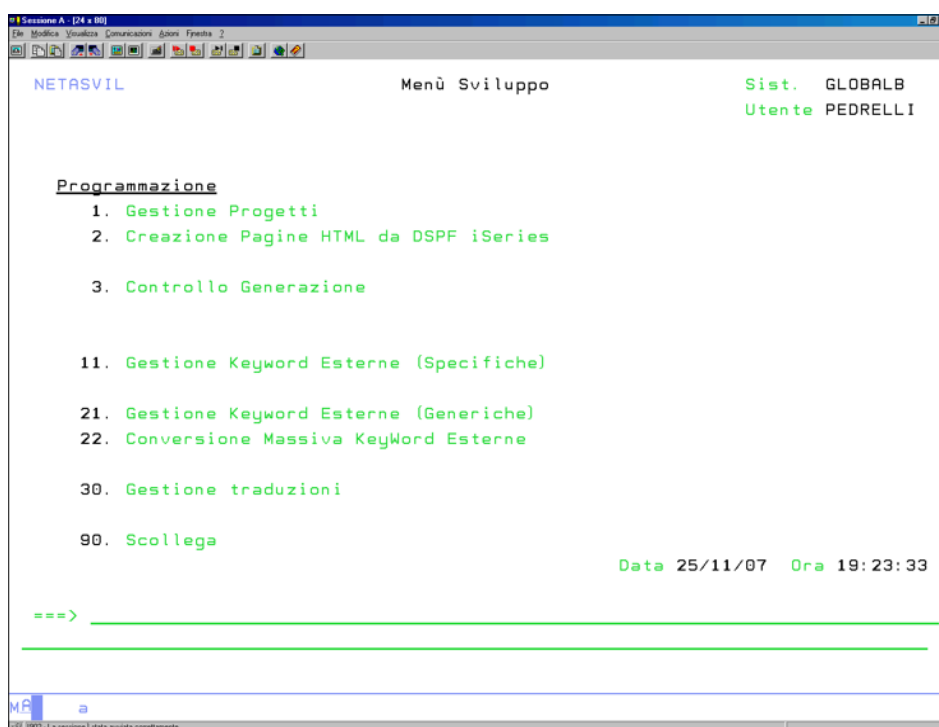 Sessione A - [24 x 80]
File Modifica Visualizza Comunicazioni Azioni Finestra ?
NETASVIL Menù Sviluppo Sist. GLOBALB
Utente PEDRELLI
Programmazione
1. Gestione Progetti
2. Creazione Pagine HTML da DSPF iSeries
3. Controllo Generazione
11. Gestione Keyword Esterne (Specifiche)
21. Gestione Keyword Esterne (Generiche)
22. Conversione Massiva KeyWord Esterne
30. Gestione traduzioni
90. Scollega
Data 25/11/07 Ora 19:23:33
===>
MA a